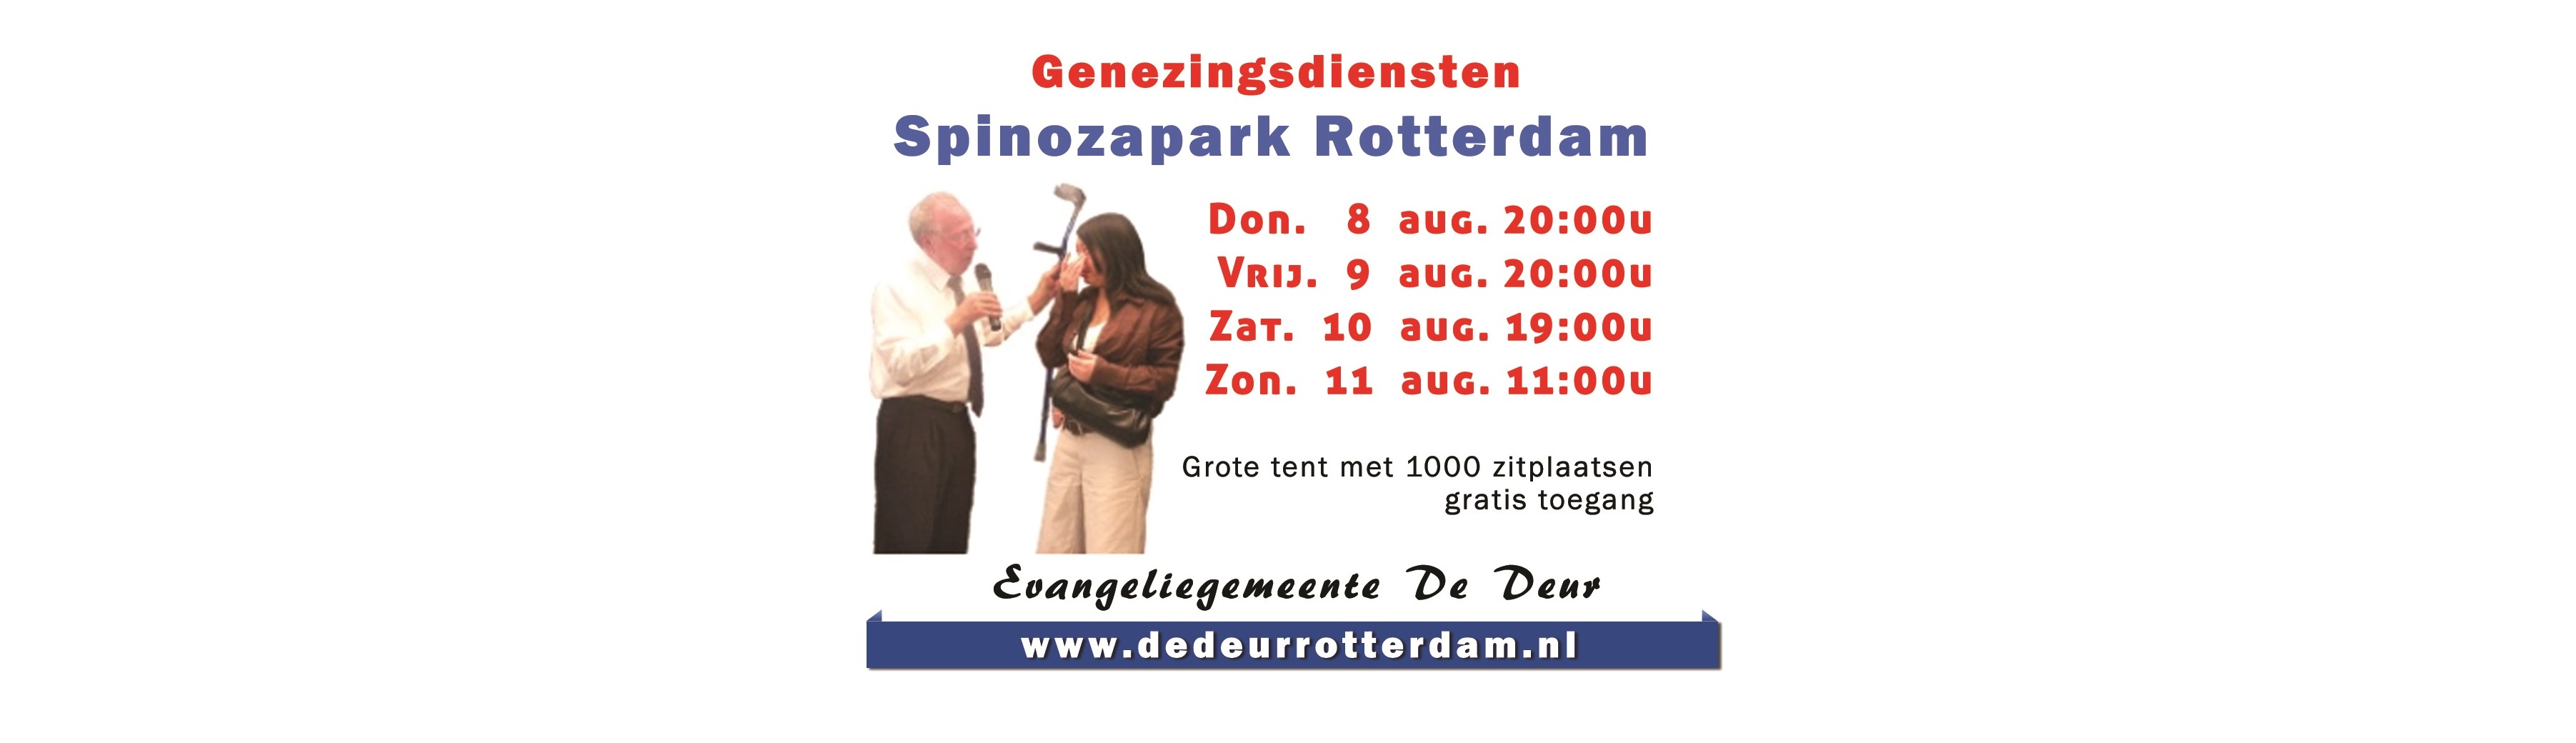 Genezingsdiensten
Spinozapark Rotterdam
Don. 8 aug. 20:00u
Vrij. 9 aug. 20:00u
Zat. 10 aug. 19:00u
Zon. 11 aug. 11:00u
Grote tent met 1000 zitplaatsen
gratis toegang
Evangeliegemeente De Deur
www.dedeurrotterdam.nl